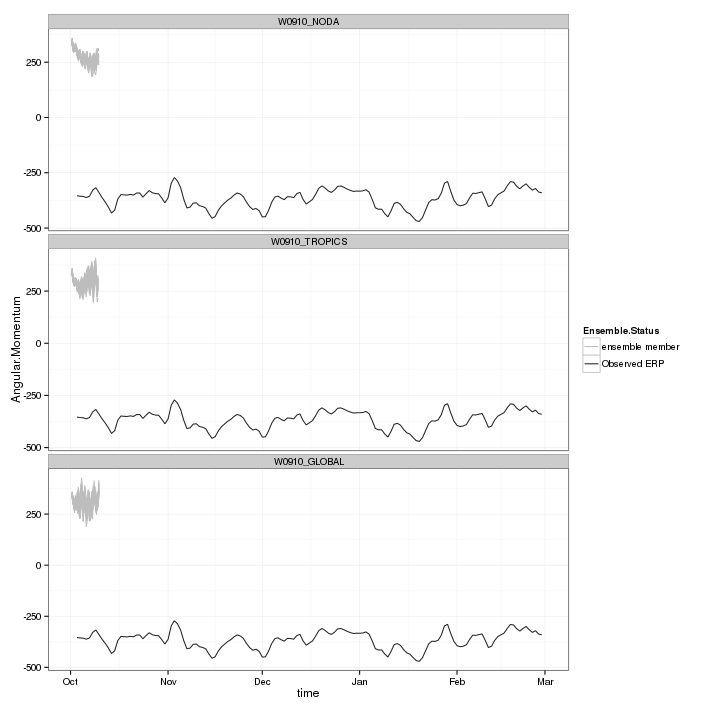 W0910_NODA
250
0
-250
-500
W0910_TROPICS
250
0
-250
-500
W0910_GLOBAL
250
0
-250
-500
Oct Nov Dec Jan Feb Mar
time
Angular.Momentum
Ensemble.Status
ensemble member
Observed ERP